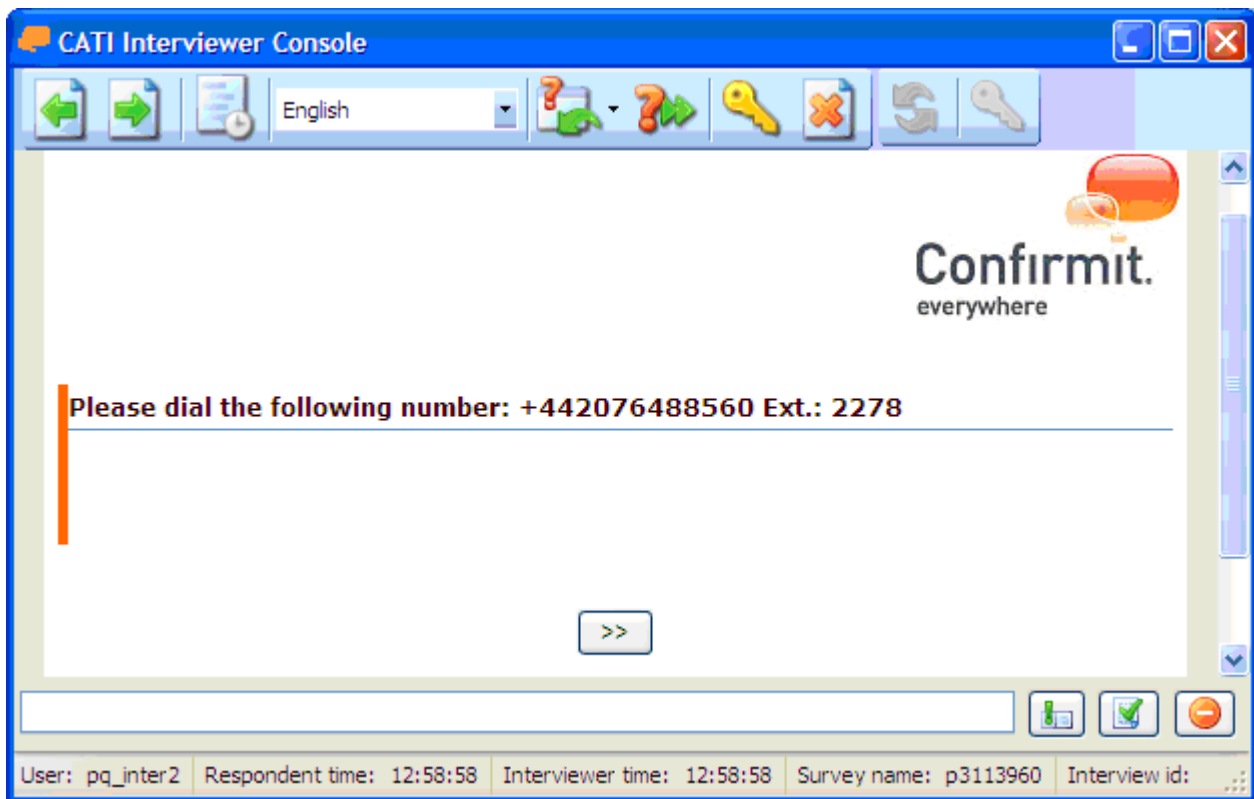 CATI Interviewer Console
English
Confirmit.
everywhere
Please dial the following number: +442076488560 Ext.: 2278
>>
User: pq_inter2 Respondent time: 12:58:58 Interviewer time: 12:58:58 Survey name: p3113960 Interview id: